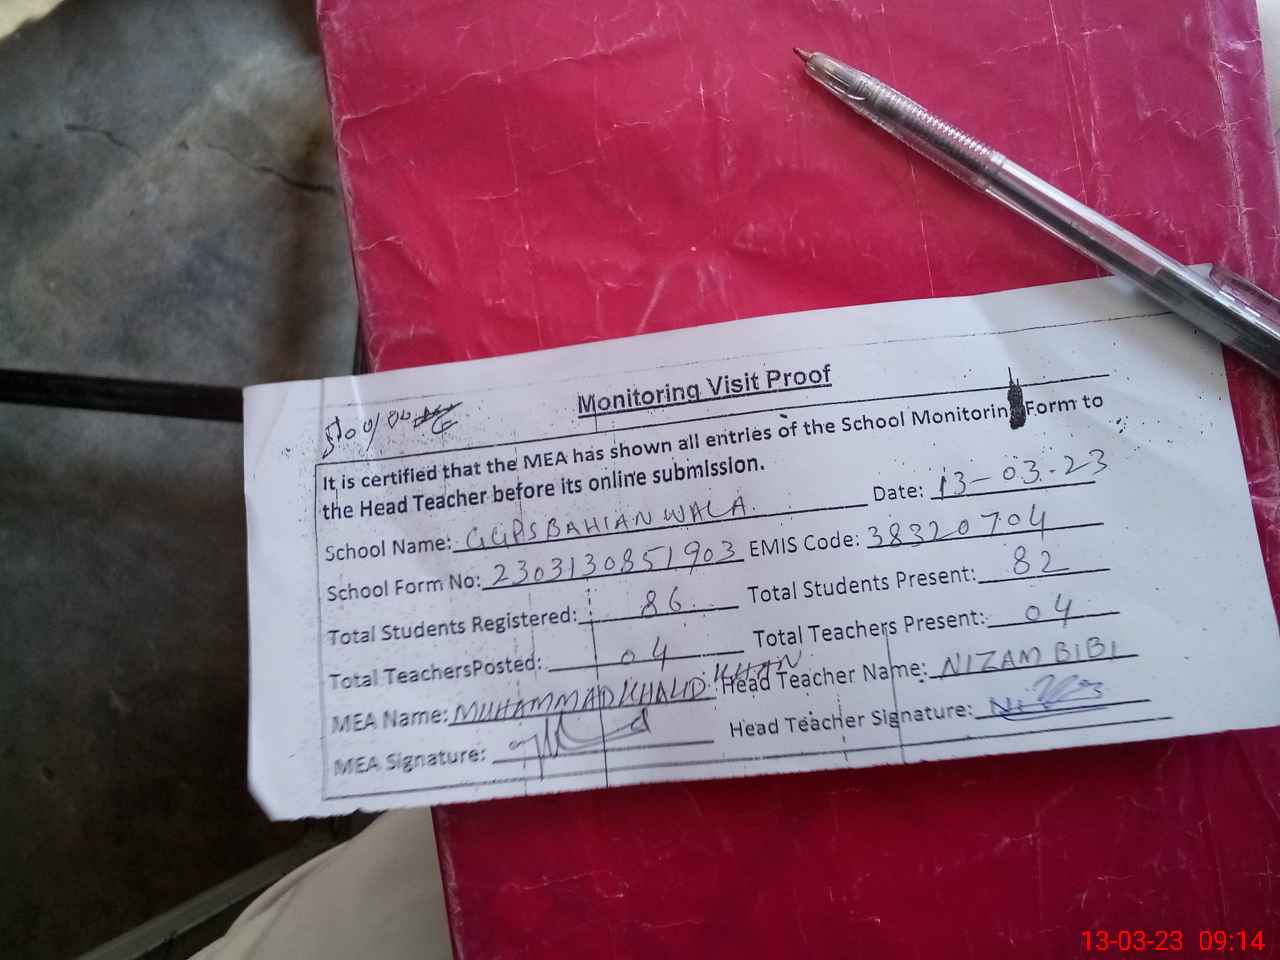 Monitoring Visit Proof
It is certified that the MEA has shown all entries of the School Monitorin Form to
the Head Teacher before its online submission.
School Name: GGPS BAHIANWALA Date: 13-03-23
School Form No: 2303130851903 EMIS Code: 38320704
Total Students Registered: 86 Total Students Present: 82
Total TeachersPosted: 04 Total Teachers Present: 04
MEA Name: MUHAMMAD KHALID KHAN Head Teacher Name: NIZAM BIBI
MEA Signature: Head Teacher Signature:
13-03-23 09:14